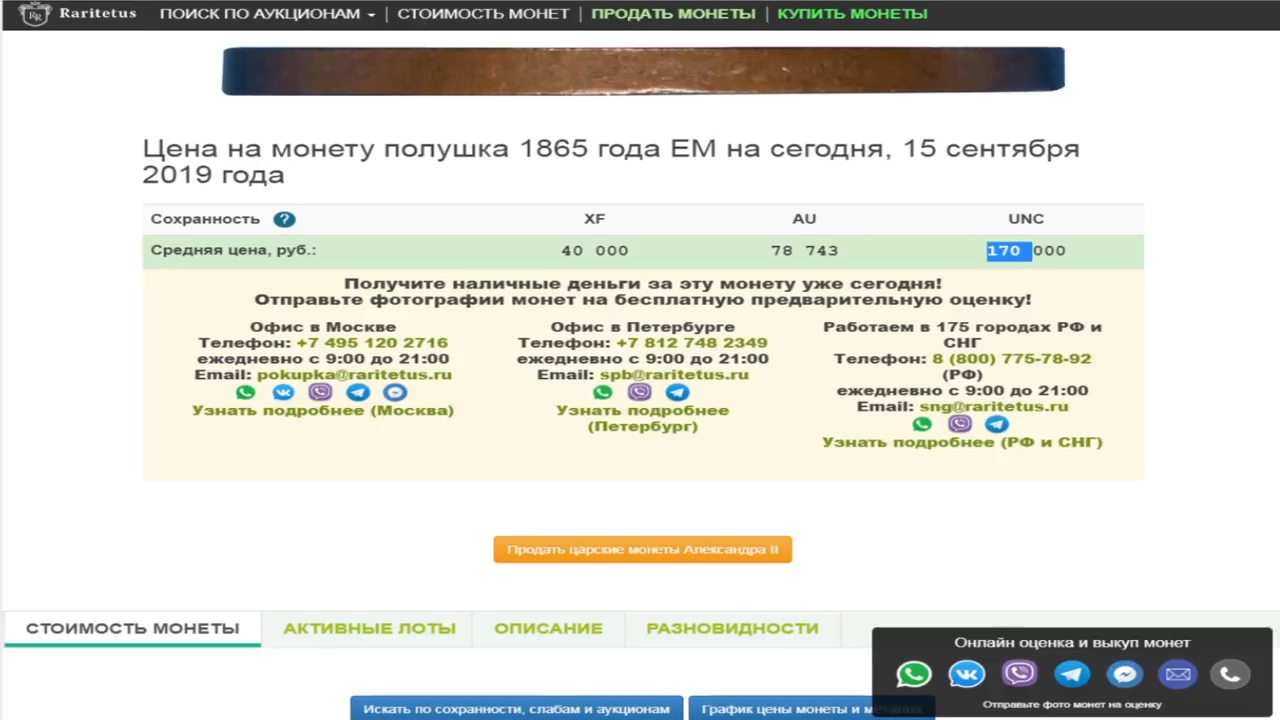 Raritetus ПОИСК ПО АУКЦИОНАМ | СТОИМОСТЬ МОНЕТ | ПРОДАТЬ МОНЕТЫ | КУПИТЬ МОНЕТЫ
Цена на монету полушка 1865 года ЕМ на сегодня, 15 сентября
2019 года
Сохранность ? XF AU UNC
Средняя цена, руб.: 40 000 78 743 170 000
Получите наличные деньги за эту монету уже сегодня!
Отправьте фотографии монет на бесплатную предварительную оценку!
Офис в Москве
Телефон: +7 495 120 2716
ежедневно с 9:00 до 21:00
Email: pokupka@raritetus.ru
Узнать подробнее (Москва)
Офис в Петербурге
Телефон: +7 812 748 2349
ежедневно с 9:00 до 21:00
Email: spb@raritetus.ru
Узнать подробнее
(Петербург)
Работаем в 175 городах РФ и
СНГ
Телефон: 8 (800) 775-78-92
(РФ)
ежедневно с 9:00 до 21:00
Email: sng@raritetus.ru
Узнать подробнее (РФ и СНГ)
Продать царские монеты Александра II
СТОИМОСТЬ МОНЕТЫ АКТИВНЫЕ ЛОТЫ ОПИСАНИЕ РАЗНОВИДНОСТИ
Онлайн оценка и выкуп монет
Отправьте фото монет на оценку
Искать по сохранности, слабам и аукционам
График цены монеты и